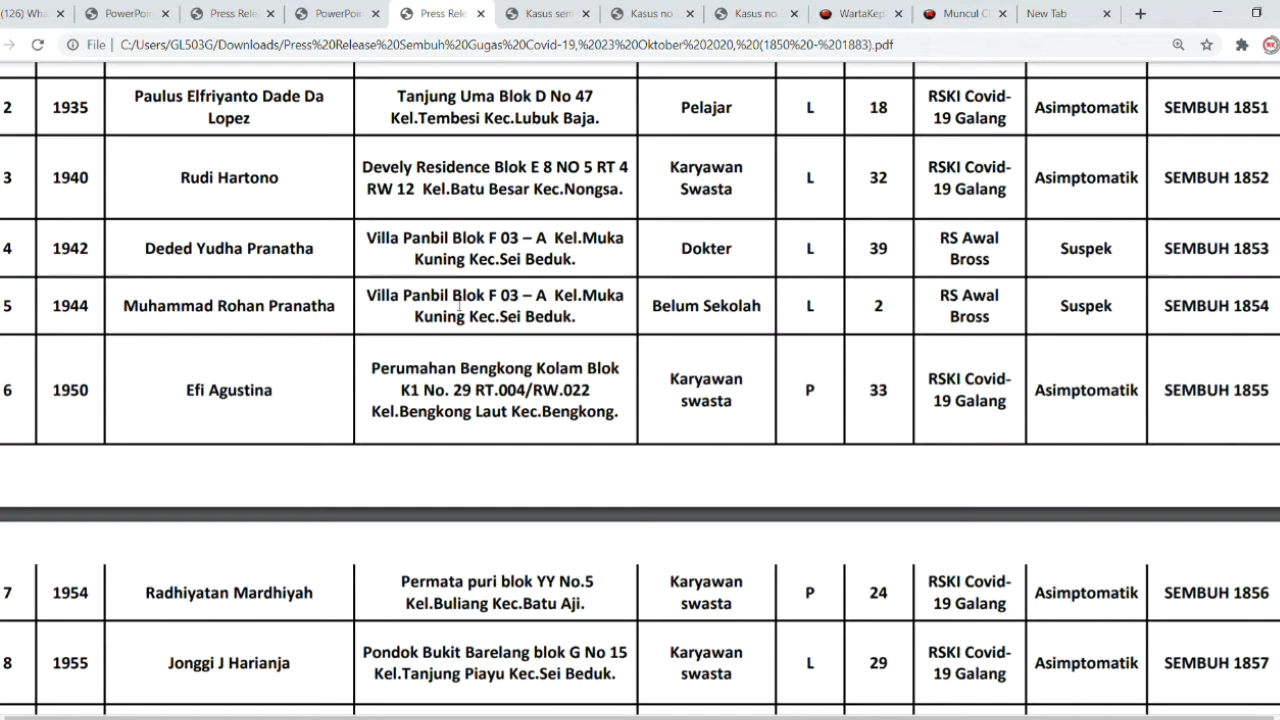 (126) Wha
PowerPoi
Press Rele
PowerPoi
Press Rele
Kasus sem
Kasus no
Kasus no
WartaKep
Muncul C
New Tab
File | C:/Users/GL503G/Downloads/Press%20Release%20Sembuh%20Gugas%20Covid-19,%2023%20Oktober%202020,%20(1850%20-%201883).pdf
2 1935 Paulus Elfriyanto Dade Da Tanjung Uma Blok D No 47 Pelajar L 18 RSKI Covid- Asimptomatik SEMBUH 1851
Lopez Kel.Tembesi Kec.Lubuk Baja. 19 Galang
3 1940 Rudi Hartono Devely Residence Blok E 8 NO 5 RT 4 Karyawan L 32 RSKI Covid- Asimptomatik SEMBUH 1852
RW 12 Kel.Batu Besar Kec.Nongsa. Swasta 19 Galang
4 1942 Deded Yudha Pranatha Villa Panbil Blok F 03 – A Kel.Muka Dokter L 39 RS Awal Suspek SEMBUH 1853
Kuning Kec.Sei Beduk. Bross
5 1944 Muhammad Rohan Pranatha Villa Panbil Blok F 03 – A Kel.Muka Belum Sekolah L 2 RS Awal Suspek SEMBUH 1854
Kuning Kec.Sei Beduk. Bross
6 1950 Efi Agustina Perumahan Bengkong Kolam Blok Karyawan P 33 RSKI Covid- Asimptomatik SEMBUH 1855
K1 No. 29 RT.004/RW.022 swasta 19 Galang
Kel.Bengkong Laut Kec.Bengkong.
7 1954 Radhiyatan Mardhiyah Permata puri blok YY No.5 Karyawan P 24 RSKI Covid- Asimptomatik SEMBUH 1856
Kel.Buliang Kec.Batu Aji. swasta 19 Galang
8 1955 Jonggi J Harianja Pondok Bukit Barelang blok G No 15 Karyawan L 29 RSKI Covid- Asimptomatik SEMBUH 1857
Kel.Tanjung Piayu Kec.Sei Beduk. swasta 19 Galang